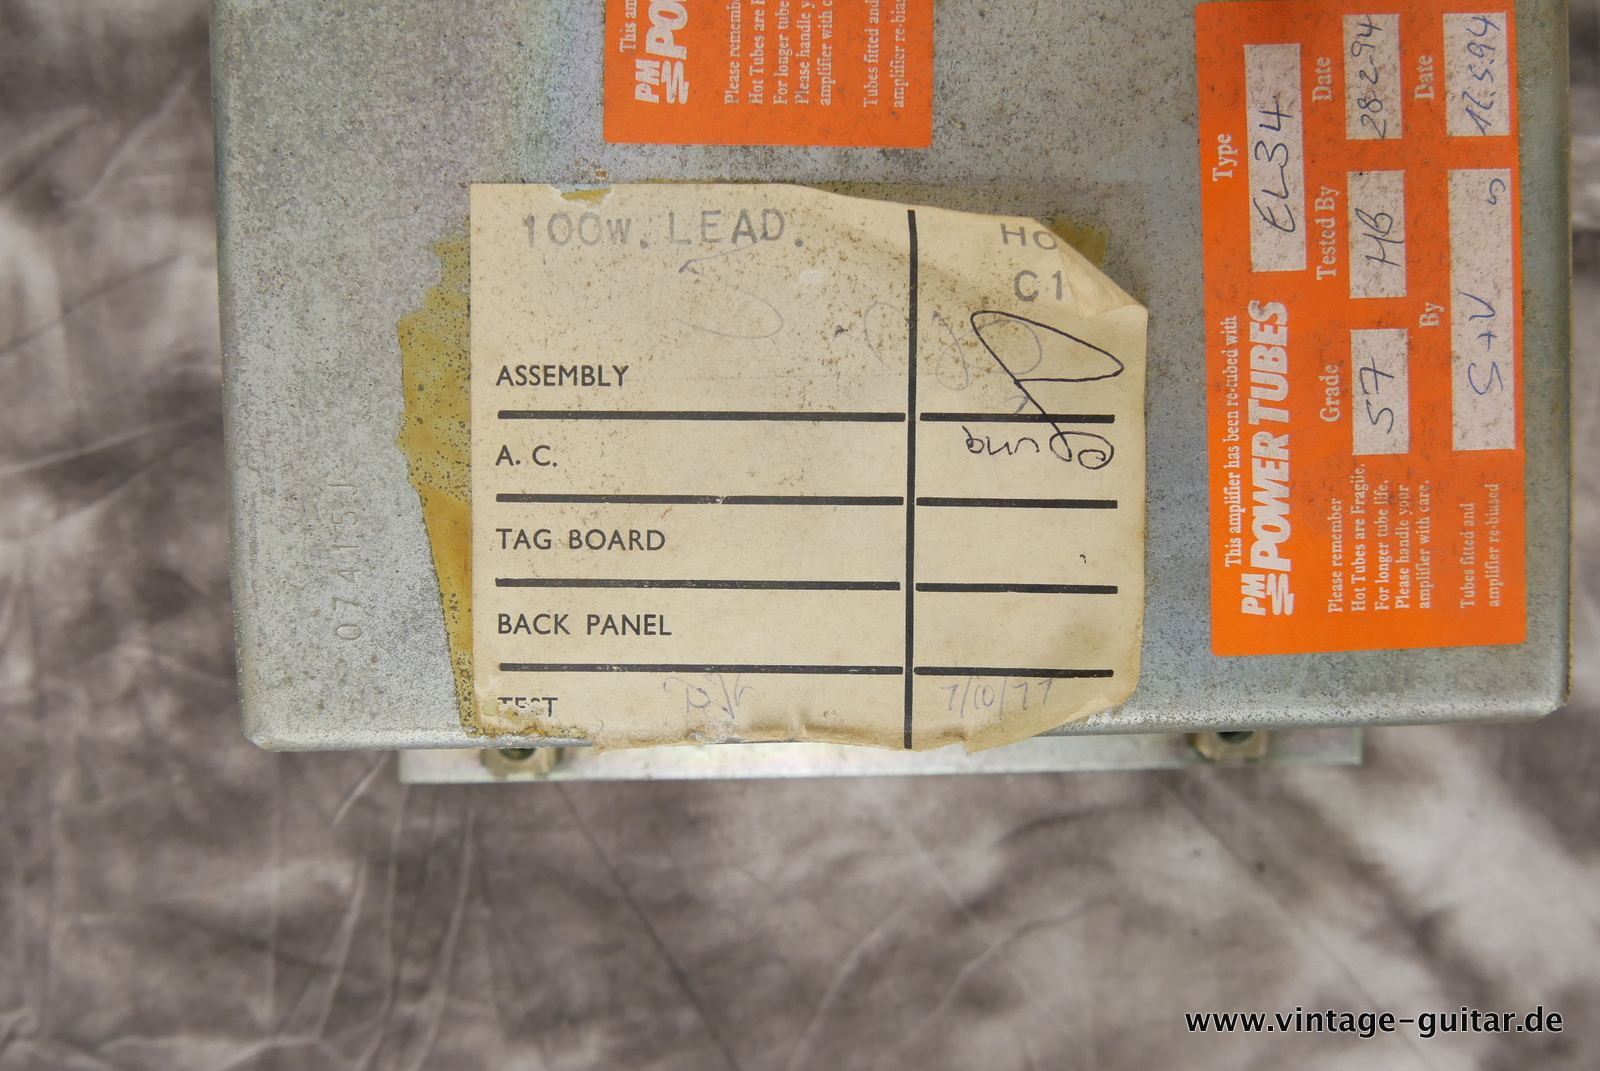 100W. LEAD.
HO
C1
ASSEMBLY
A. C.
TAG BOARD
BACK PANEL
TEST
7/10/77
07415J
This am
PM POW
Please remembe
Hot Tubes are F
For longer tube
Please handle y
amplifier with c
Tubes fitted and
amplifier re-bias
This amplifier has been re-tubed with
PM POWER TUBES
Type
EL34
Please remember
Hot Tubes are Fragile.
For longer tube life,
Please handle your
amplifier with care.
Grade
57
Tested By
HB
Date
28-2-94
Tubes fitted and
amplifier re-biased
By
S+V
Date
www.vintage-guitar.de